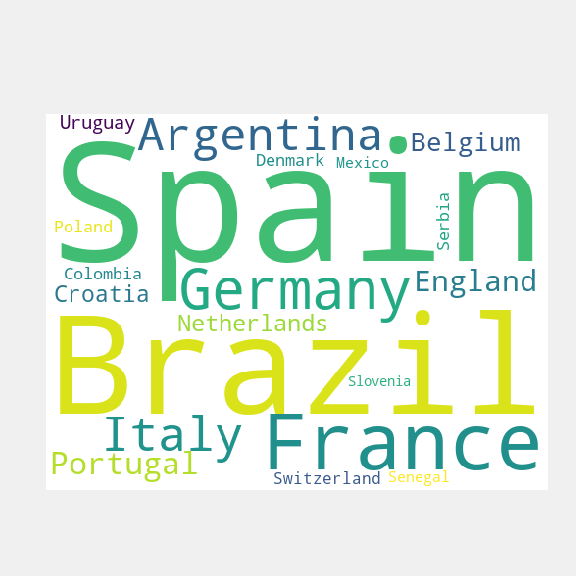 Uruguay
Argentina
Belgium
Denmark
Mexico
Spain
Serbia
Poland
Colombia
Germany
England
Croatia
Netherlands
Brazil
Slovenia
Italy
France
Portugal
Switzerland
Senegal